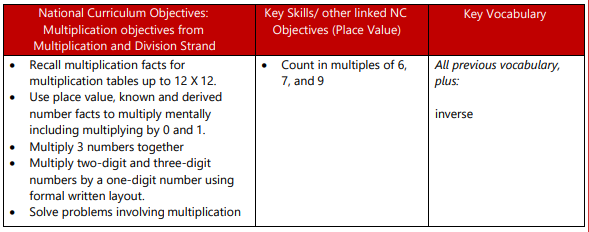 National Curriculum Objectives:
Multiplication objectives from
Multiplication and Division Strand
Key Skills/ other linked NC
Objectives (Place Value)
Key Vocabulary
• Recall multiplication facts for
multiplication tables up to 12 X 12.
• Use place value, known and derived
number facts to multiply mentally
including multiplying by 0 and 1.
• Multiply 3 numbers together
• Multiply two-digit and three-digit
numbers by a one-digit number using
formal written layout.
• Solve problems involving multiplication
• Count in multiples of 6,
7, and 9
All previous vocabulary,
plus:
inverse